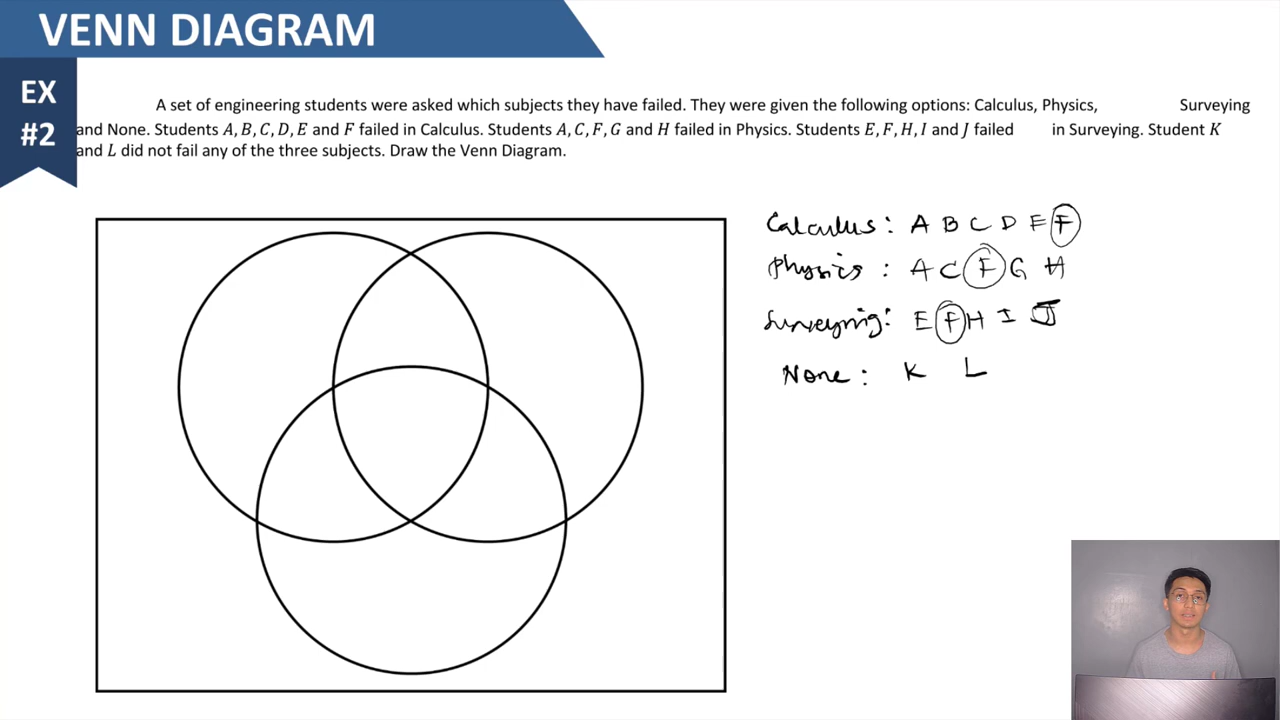 VENN DIAGRAM
EX
#2
A set of engineering students were asked which subjects they have failed. They were given the following options: Calculus, Physics, Surveying
and None. Students A, B, C, D, E and F failed in Calculus. Students A, C, F, G and H failed in Physics. Students E, F, H, I and J failed in Surveying. Student K
and L did not fail any of the three subjects. Draw the Venn Diagram.
Calculus: A B C D E F
Physics: A C F G H
Surveying: E F H I J
None: K L